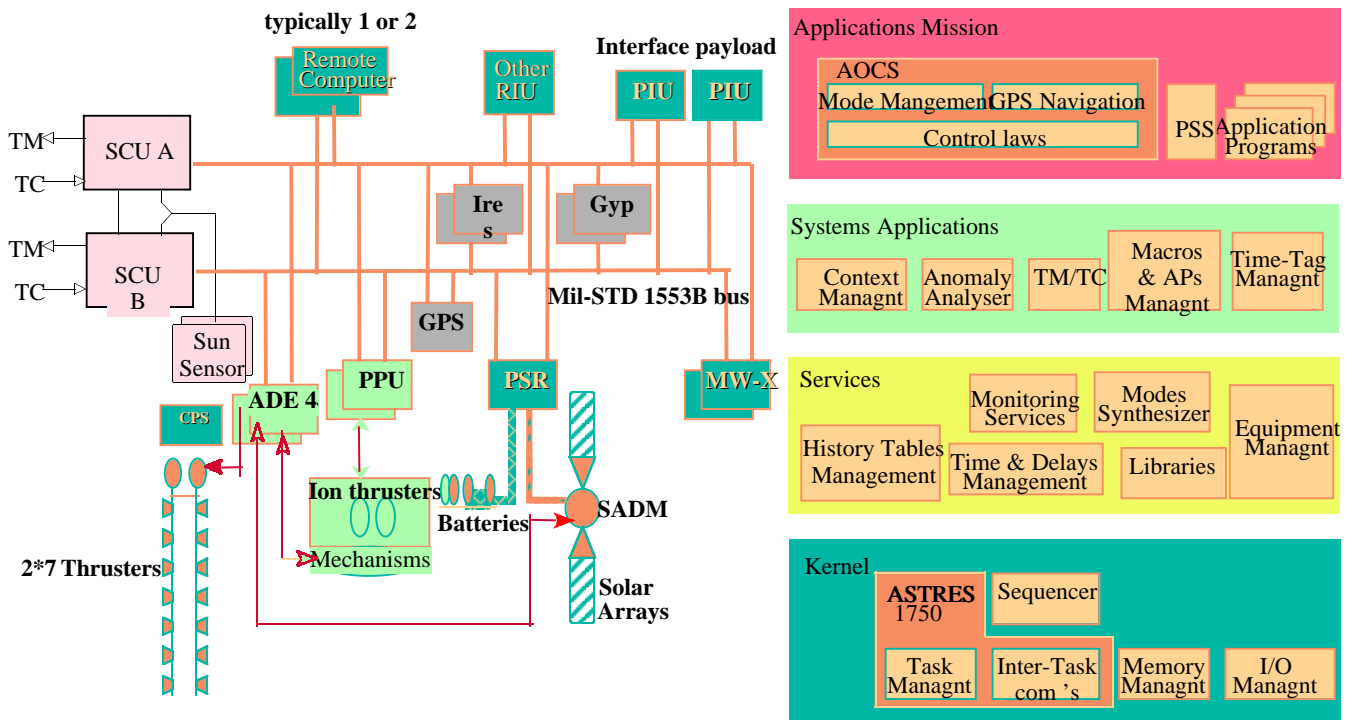 typically 1 or 2
Remote
Computer
Other
RIU
Interface payload
PIU
PIU
TM
SCU A
TC
Ire
s
Gyp
TM
SCU
B
TC
Mil-STD 1553B bus
GPS
Sun
Sensor
PPU
PSR
MW-X
ADE 4
CPS
Ion thrusters
Batteries
SADM
Mechanisms
2*7 Thrusters
Solar
Arrays
Applications Mission
AOCS
Mode Mangement
GPS Navigation
Control laws
PSS
Application
Programs
Systems Applications
Context
Managnt
Anomaly
Analyser
TM/TC
Macros
& APs
Managnt
Time-Tag
Managnt
Services
Monitoring
Services
Modes
Synthesizer
Equipment
Managnt
History Tables
Management
Time & Delays
Management
Libraries
Kernel
ASTRES
1750
Sequencer
Task
Managnt
Inter-Task
com ’s
Memory
Managnt
I/O
Managnt